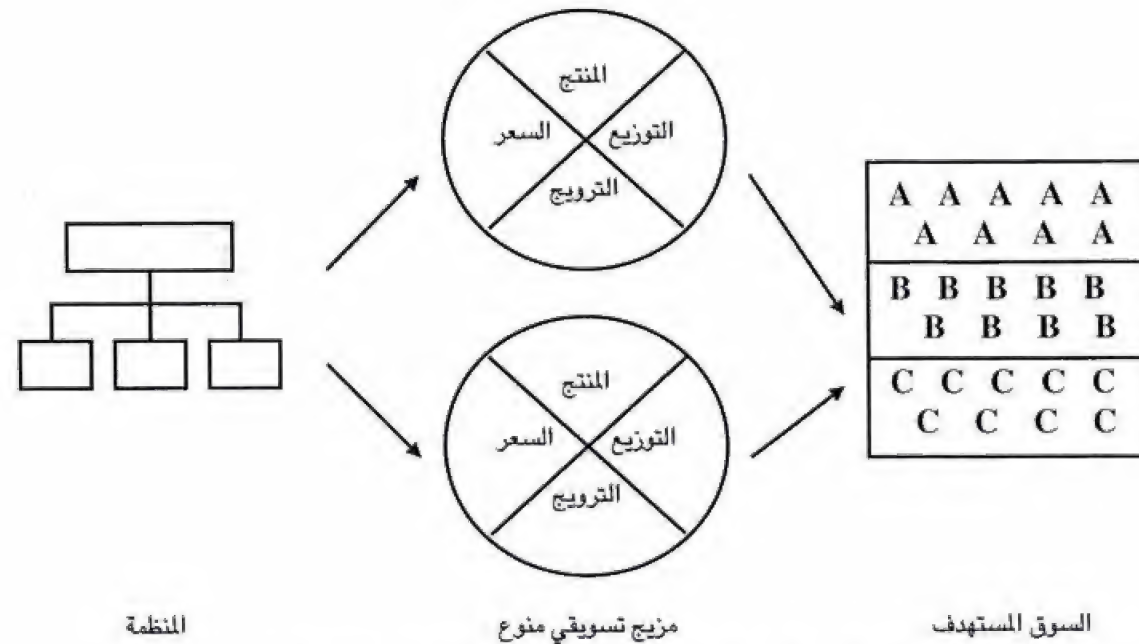 المنتج
التوزيع السعر
الترويج
المنتج
التوزيع السعر
الترويج
A A A A A
A A A A
B B B B B
B B B B
C C C C C
C C C C
السوق المستهدف
مزيج تسويقي منوع
المنظمة